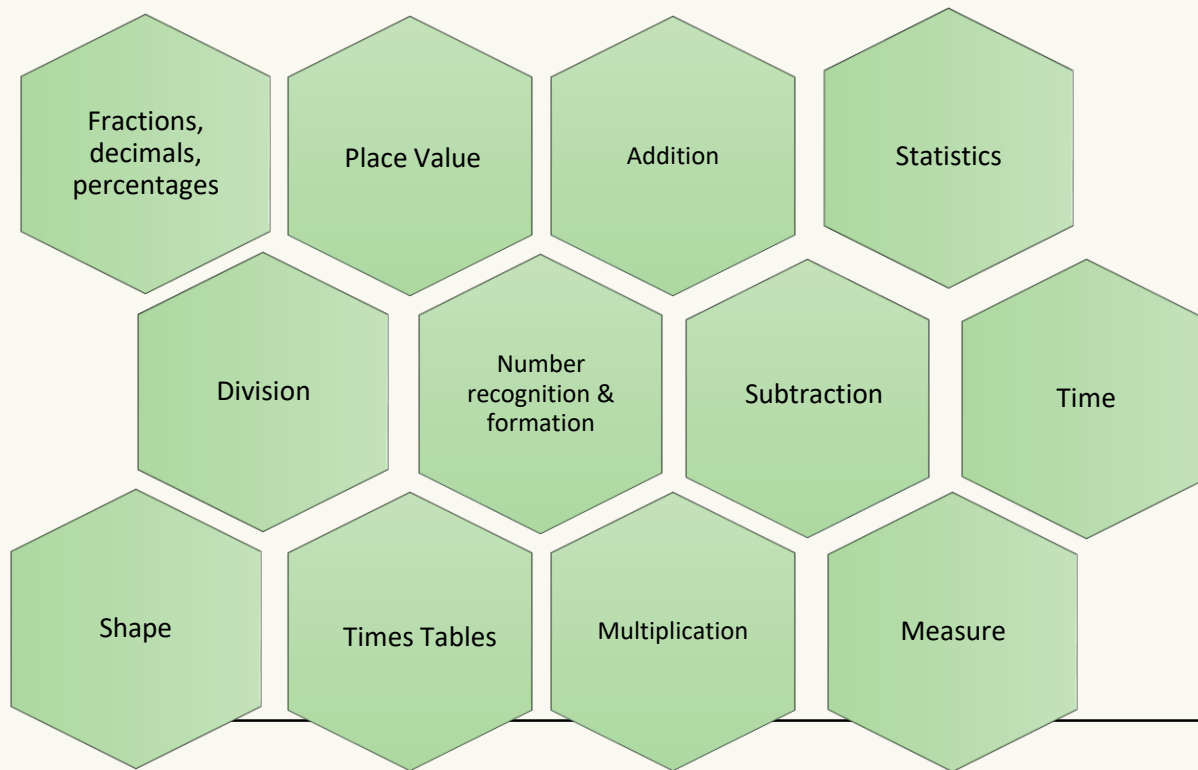 Fractions,
decimals,
percentages
Place Value
Addition
Statistics
Division
Number
recognition &
formation
Subtraction
Time
Shape
Times Tables
Multiplication
Measure